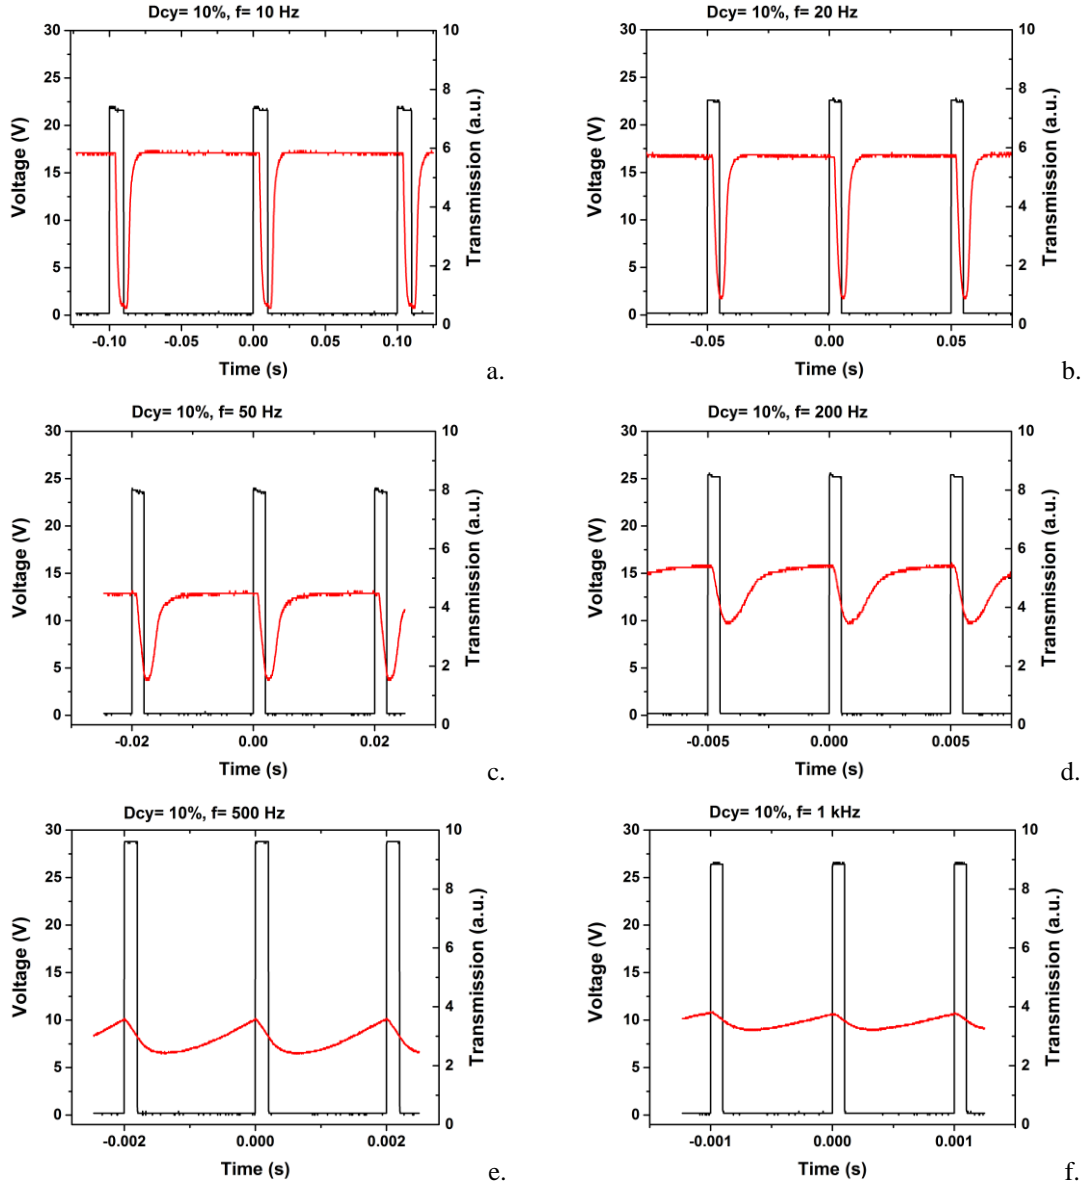 Dcy= 10%, f= 10 Hz
30
25
20
15
10
5
0
Voltage (V)
10
8
6
4
2
0
Transmission (a.u.)
-0.10 -0.05 0.00 0.05 0.10
Time (s)
a.
Dcy= 10%, f= 20 Hz
30
25
20
15
10
5
0
Voltage (V)
10
8
6
4
2
0
Transmission (a.u.)
-0.05 0.00 0.05
Time (s)
b.
Dcy= 10%, f= 50 Hz
30
25
20
15
10
5
0
Voltage (V)
10
8
6
4
2
0
Transmission (a.u.)
-0.02 0.00 0.02
Time (s)
c.
Dcy= 10%, f= 200 Hz
30
25
20
15
10
5
0
Voltage (V)
10
8
6
4
2
0
Transmission (a.u.)
-0.005 0.000 0.005
Time (s)
d.
Dcy= 10%, f= 500 Hz
30
25
20
15
10
5
0
Voltage (V)
10
8
6
4
2
0
Transmission (a.u.)
-0.002 0.000 0.002
Time (s)
e.
Dcy= 10%, f= 1 kHz
30
25
20
15
10
5
0
Voltage (V)
10
8
6
4
2
0
Transmission (a.u.)
-0.001 0.000 0.001
Time (s)
f.